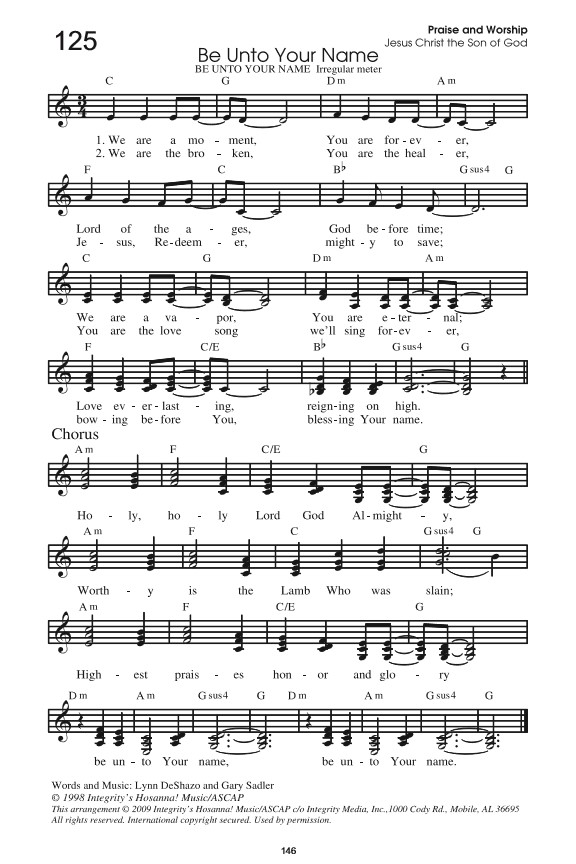 125
Praise and Worship
Jesus Christ the Son of God
Be Unto Your Name
BE UNTO YOUR NAME Irregular meter
C G Dm Am
1. We are a mo - ment, You are for - ev - er,
2. We are the bro - ken, You are the heal - er,
F C B♭ Gsus4 G
Lord of the a - ges, God be - fore time;
Je - sus, Re-deem - er, might - y to save;
C G Dm Am
We are a va - por, You are e - ter - nal;
You are the love song we'll sing for-ev - er,
F C/E B♭ Gsus4 G
Love ev - er - last - ing, reign-ing on high.
bow - ing be-fore You, bless-ing Your name.
Chorus
Am F C/E G
Ho - ly, ho - ly Lord God Al-might - y,
Am F C Gsus4 G
Worth - y is the Lamb Who was slain;
Am F C/E G
High - est prais - es hon - or and glo - ry
Dm Am Gsus4 G Dm Am Gsus4 G
be un - to Your name, be un - to Your name.
Words and Music: Lynn DeShazo and Gary Sadler
© 1998 Integrity's Hosanna! Music/ASCAP
This arrangement © 2009 Integrity's Hosanna! Music/ASCAP c/o Integrity Media, Inc.,1000 Cody Rd., Mobile, AL 36695
All rights reserved. International copyright secured. Used by permission.
146